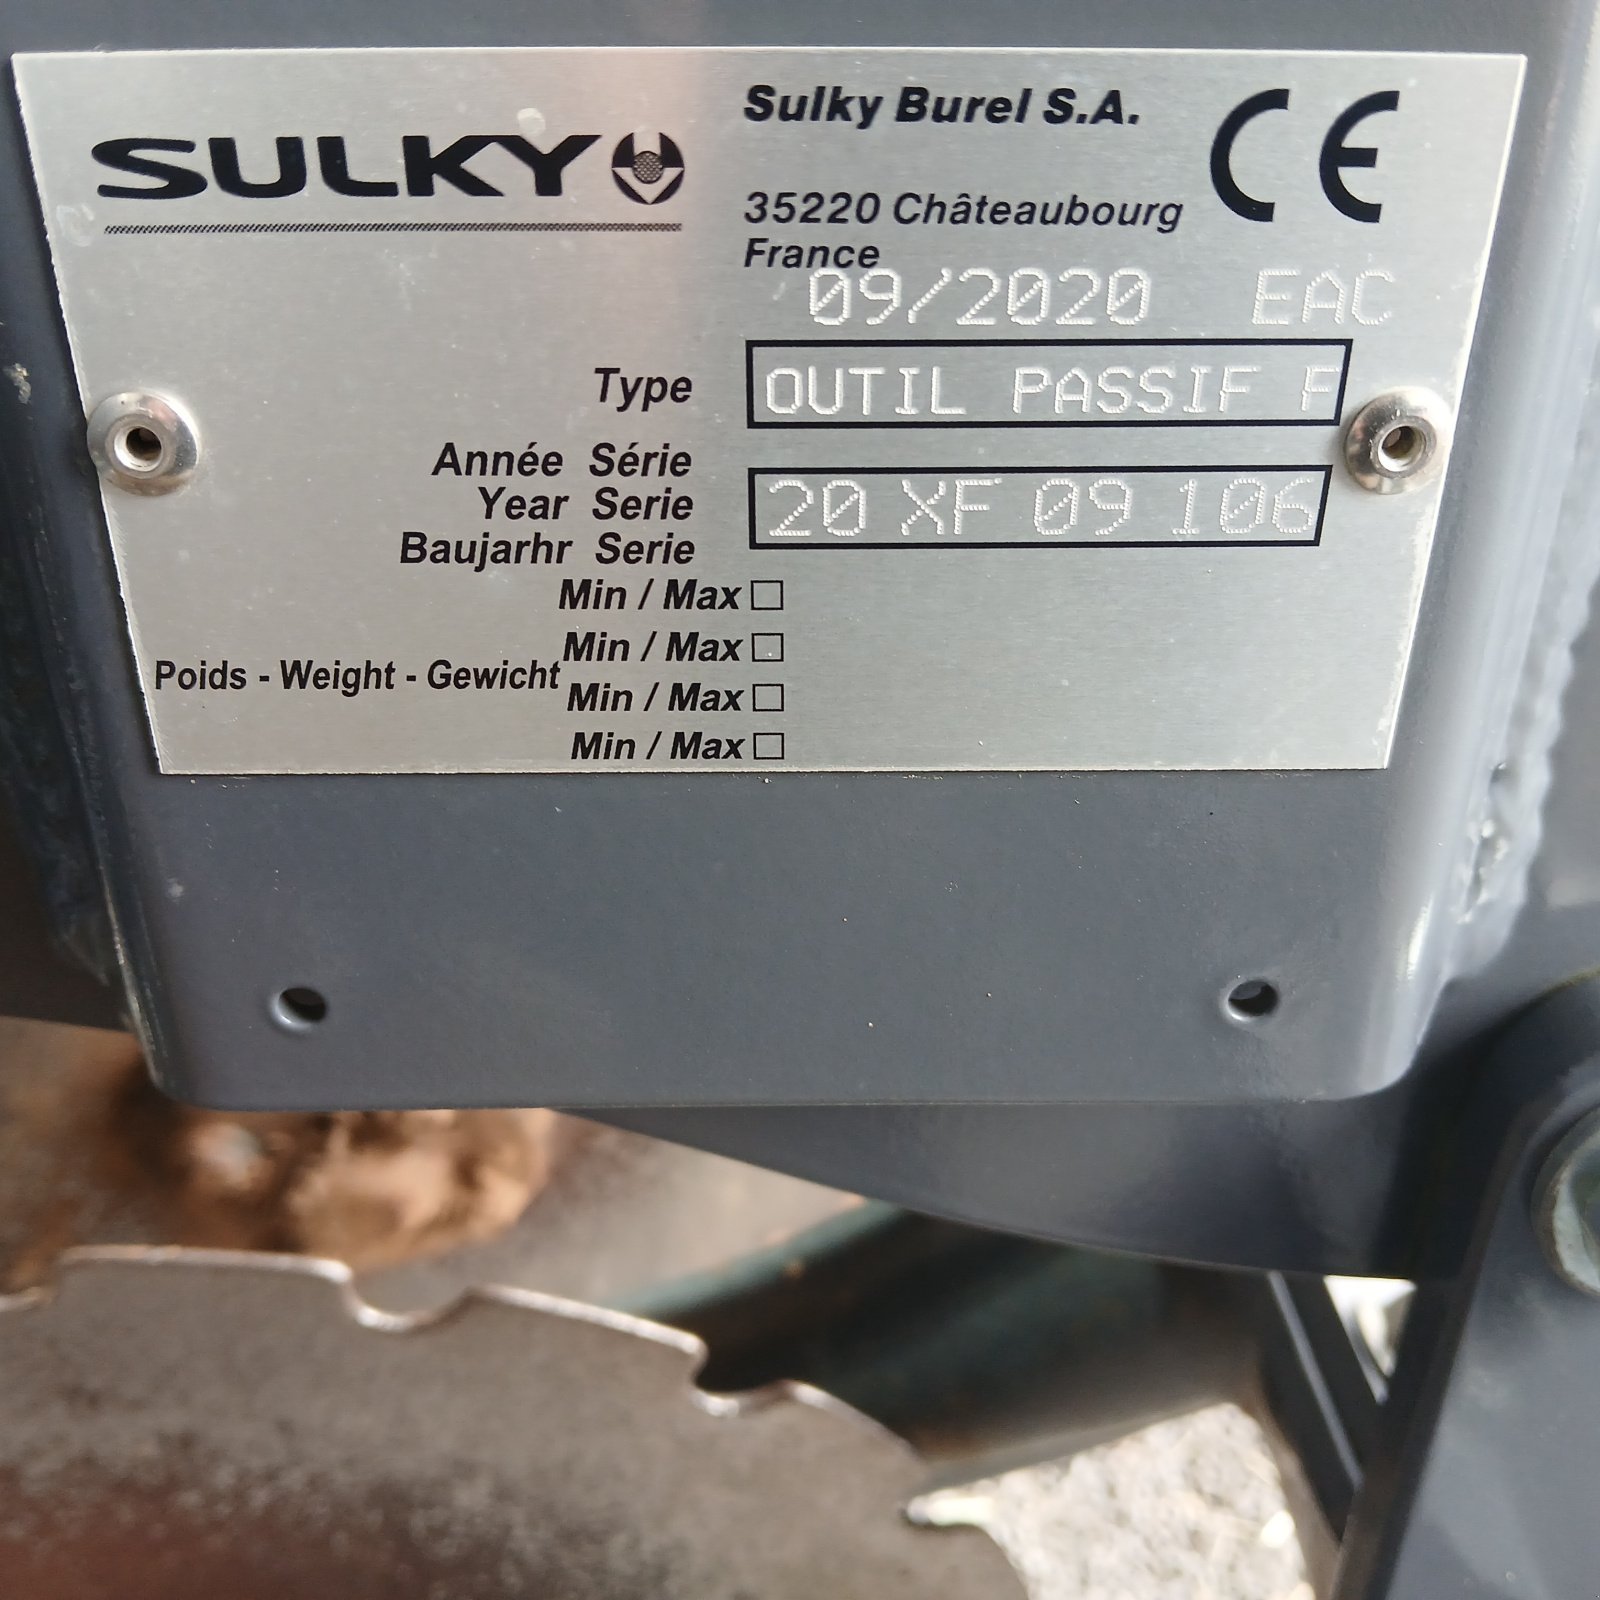 SULKY
Sulky Burel S.A.
CE
35220 Châteaubourg
France
09/2020 EAC
Type OUTIL PASSIF F
Année Série
Year Serie 20 XF 09 106
Baujarhr Serie
Min / Max
Min / Max
Poids - Weight - Gewicht
Min / Max
Min / Max